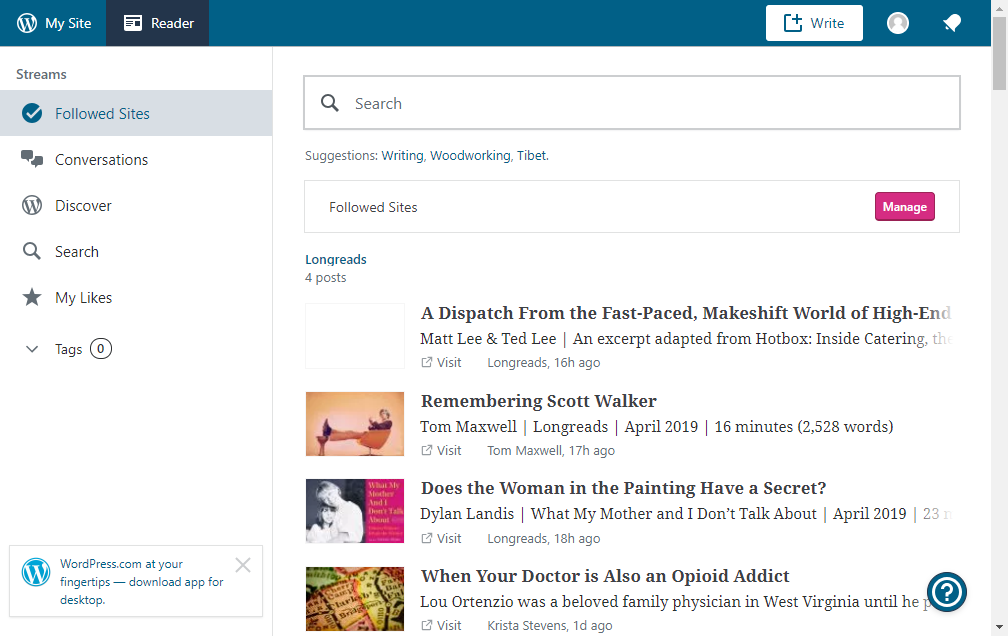 My Site
Reader
Write
Streams
Followed Sites
Conversations
Discover
Search
My Likes
Tags 0
WordPress.com at your
fingertips — download app for
desktop.
Search
Suggestions: Writing, Woodworking, Tibet.
Followed Sites
Manage
Longreads
4 posts
A Dispatch From the Fast-Paced, Makeshift World of High-End
Matt Lee & Ted Lee | An excerpt adapted from Hotbox: Inside Catering, the
Visit Longreads, 16h ago
Remembering Scott Walker
Tom Maxwell | Longreads | April 2019 | 16 minutes (2,528 words)
Visit Tom Maxwell, 17h ago
What My
Mother
And I
Don't Talk
About
Does the Woman in the Painting Have a Secret?
Dylan Landis | What My Mother and I Don’t Talk About | April 2019 | 23
Visit Longreads, 18h ago
When Your Doctor is Also an Opioid Addict
Lou Ortenzio was a beloved family physician in West Virginia until he
Visit Krista Stevens, 1d ago